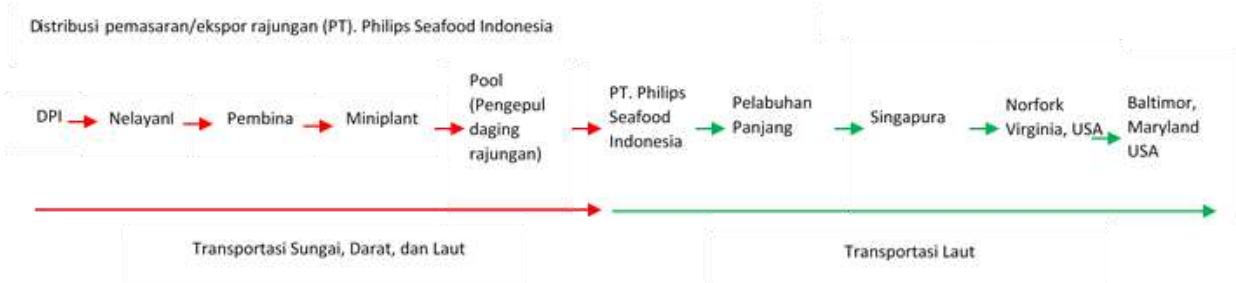 Distribusi pemasaran/ekspor rajungan (PT). Philips Seafood Indonesia
DPI
NelayanI
Pembina
Miniplant
Pool
(Pengepul
daging
rajungan)
PT. Philips
Seafood
Indonesia
Pelabuhan
Panjang
Singapura
Norfork
Virginia, USA
Baltimor,
Maryland
USA
Transportasi Sungai, Darat, dan Laut
Transportasi Laut